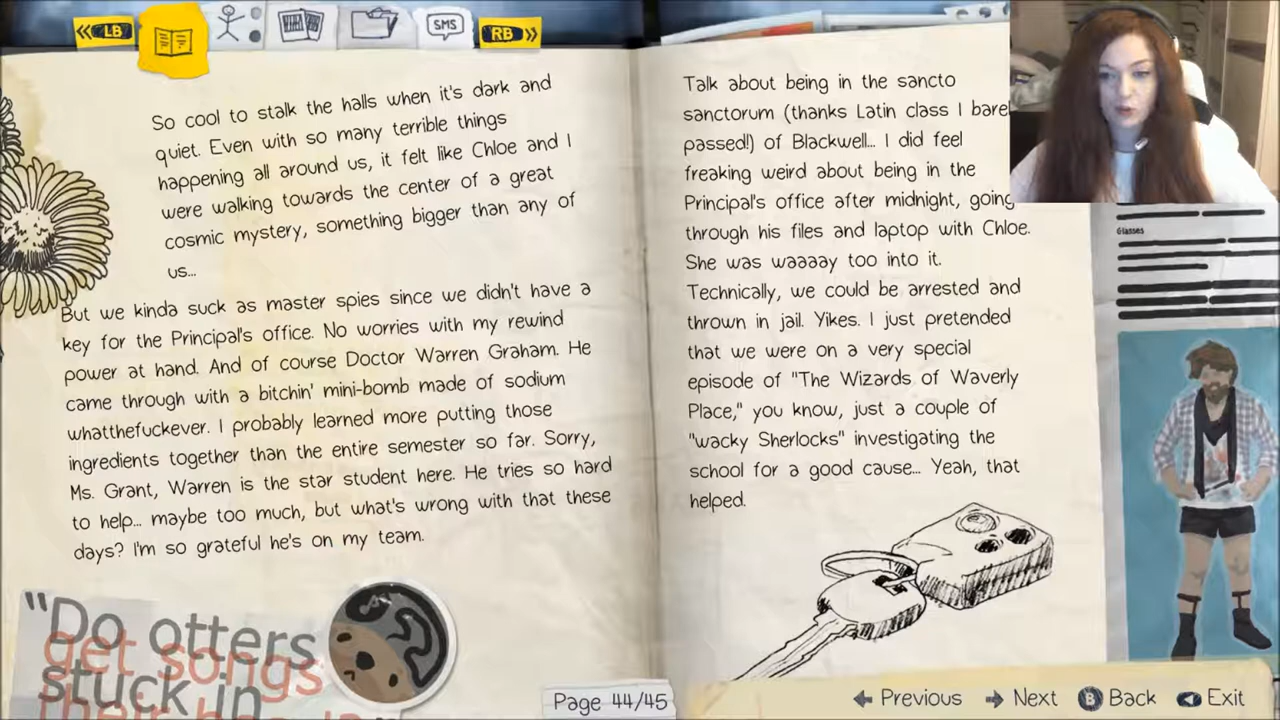 LB
SMS
RB
So cool to stalk the halls when it's dark and
quiet. Even with so many terrible things
happening all around us, it felt like Chloe and I
were walking towards the center of a great
cosmic mystery, something bigger than any of
us...
But we kinda suck as master spies since we didn't have a
key for the Principal's office. No worries with my rewind
power at hand. And of course Doctor Warren Graham. He
came through with a bitchin' mini-bomb made of sodium
whatthefuckever. I probably learned more putting those
ingredients together than the entire semester so far. Sorry,
Ms. Grant, Warren is the star student here. He tries so hard
to help... maybe too much, but what's wrong with that these
days? I'm so grateful he's on my team.
"Do otters
get songs
stuck in
Talk about being in the sancto
sanctorum (thanks Latin class I
passed!) of Blackwell... I did feel
freaking weird about being in the
Principal's office after midnight, going
through his files and laptop with Chloe.
She was waaaay too into it.
Technically, we could be arrested and
thrown in jail. Yikes. I just pretended
that we were on a very special
episode of "The Wizards of Waverly
Place," you know, just a couple of
"wacky Sherlocks" investigating the
school for a good cause... Yeah, that
helped.
Glasses
Page 44/45
Previous
Next
B Back
Exit